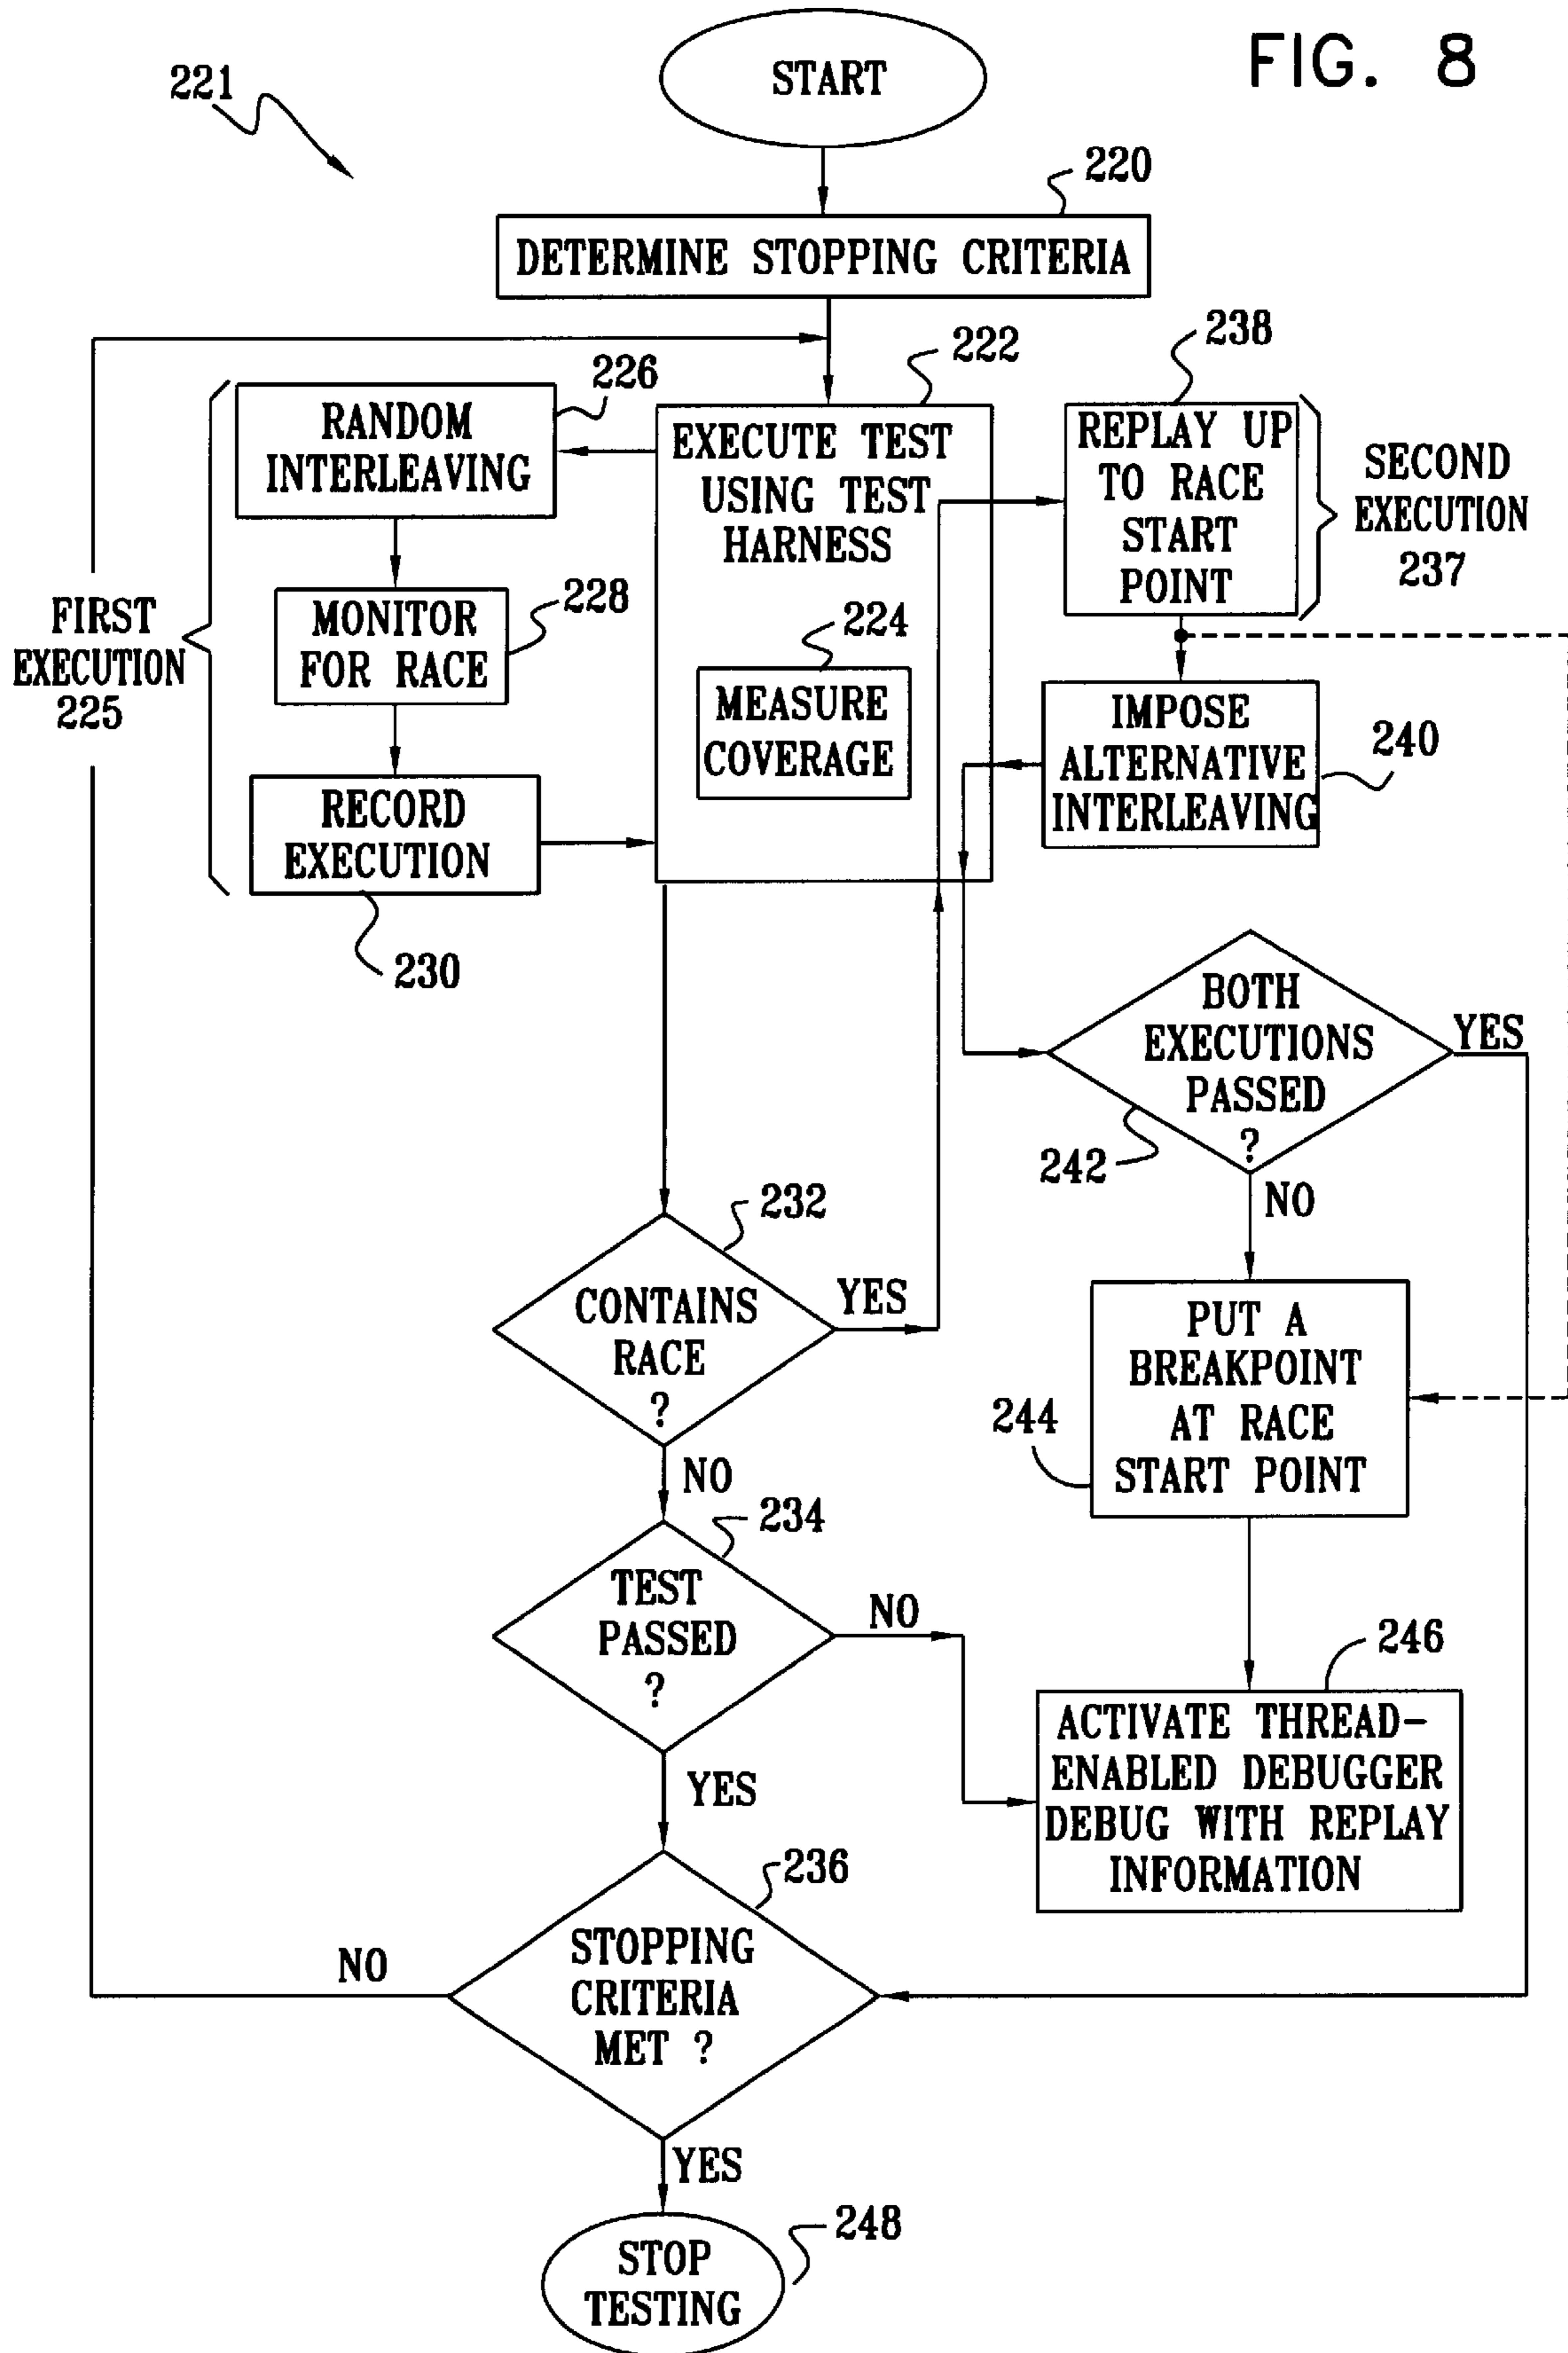 FIG. 8
221
START
220
DETERMINE STOPPING CRITERIA
222
226
RANDOM
INTERLEAVING
228
MONITOR
FOR RACE
FIRST
EXECUTION
225
RECORD
EXECUTION
230
EXECUTE TEST
USING TEST
HARNESS
224
MEASURE
COVERAGE
238
REPLAY UP
TO RACE
START
POINT
SECOND
EXECUTION
237
IMPOSE
ALTERNATIVE
INTERLEAVING
240
BOTH
EXECUTIONS
PASSED
?
242
YES
NO
232
CONTAINS
RACE
?
YES
NO
PUT A
BREAKPOINT
AT RACE
START POINT
244
234
TEST
PASSED
?
NO
YES
246
ACTIVATE THREAD-
ENABLED DEBUGGER
DEBUG WITH REPLAY
INFORMATION
236
STOPPING
CRITERIA
MET ?
NO
YES
248
STOP
TESTING